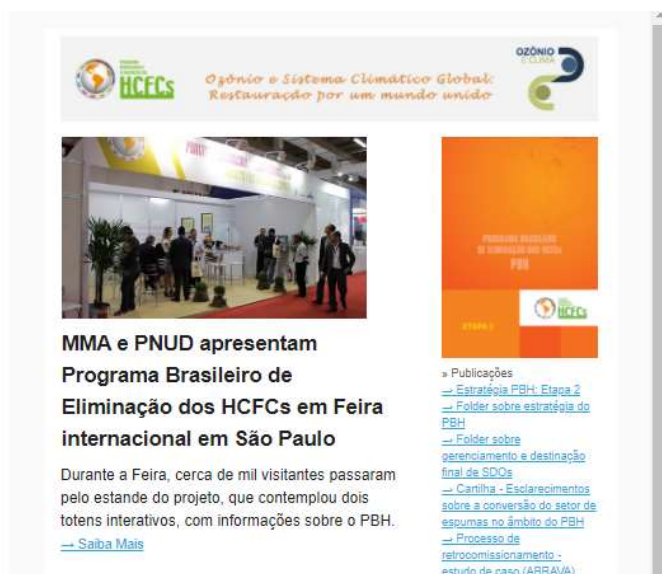 HCFCs
Ozônio e Sistema Climático Global:
Restauração por um mundo unido
OZÔNIO
E CLIMA
MMA e PNUD apresentam
Programa Brasileiro de
Eliminação dos HCFCs em Feira
internacional em São Paulo
Durante a Feira, cerca de mil visitantes passaram
pelo estande do projeto, que contemplou dois
totens interativos, com informações sobre o PBH.
→ Saiba Mais
PROGRAMA BRASILEIRO
DE ELIMINAÇÃO DOS HCFCs
PBH
HCFCs
ETAPA 2
» Publicações
→ Estratégia PBH: Etapa 2
→ Folder sobre estratégia do
PBH
→ Folder sobre
gerenciamento e destinação
final de SDOs
→ Cartilha - Esclarecimentos
sobre a conversão do setor de
espumas no âmbito do PBH
→ Processo de
retrocomissionamento -
estudo de caso (ABRAVA)